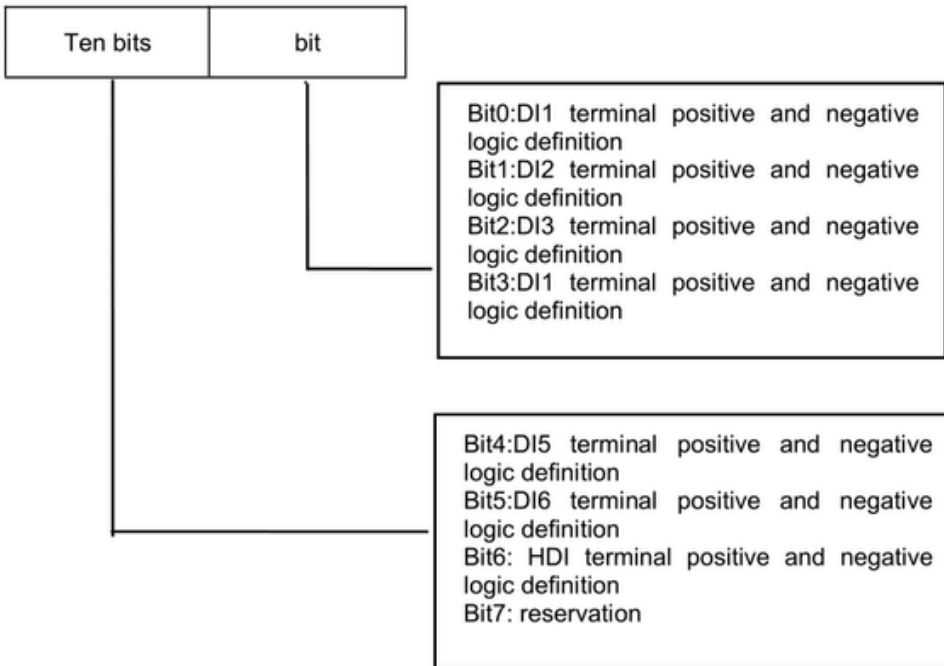 Ten bits bit
Bit0:DI1 terminal positive and negative
logic definition
Bit1:DI2 terminal positive and negative
logic definition
Bit2:DI3 terminal positive and negative
logic definition
Bit3:DI1 terminal positive and negative
logic definition
Bit4:DI5 terminal positive and negative
logic definition
Bit5:DI6 terminal positive and negative
logic definition
Bit6: HDI terminal positive and negative
logic definition
Bit7: reservation